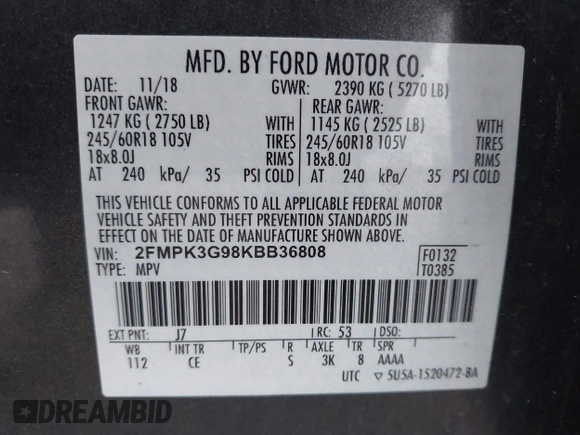 MFD. BY FORD MOTOR CO.
DATE: 11/18 GVWR: 2390 KG ( 5270 LB)
FRONT GAWR: REAR GAWR:
1247 KG ( 2750 LB) WITH 1145 KG ( 2525 LB) WITH
245/60R18 105V TIRES 245/60R18 105V TIRES
18x8.0J RIMS 18x8.0J RIMS
AT 240 kPa/ 35 PSI COLD AT 240 kPa/ 35 PSI COLD
THIS VEHICLE CONFORMS TO ALL APPLICABLE FEDERAL MOTOR
VEHICLE SAFETY AND THEFT PREVENTION STANDARDS IN
EFFECT ON THE DATE OF MANUFACTURE SHOWN ABOVE.
VIN: 2FMPK3G98KBB36808 F0132
TYPE: MPV T0385
EXT PNT: J7 RC: 53 DSO:
WB INT TR TP/PS R AXLE TR SPR
112 CE S 3K 8 AAAA
UTC ▽ 5U5A-1520472-BA
DREAMBID